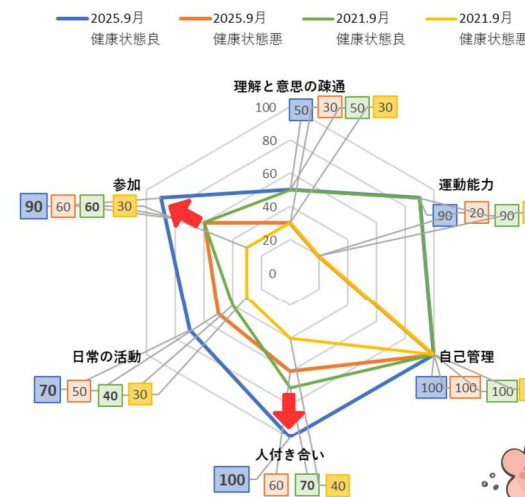 2025.9月 2025.9月 2021.9月 2021.9月
健康状態良 健康状態悪 健康状態良 健康状態悪
理解と意思の疎通
100 50 30 50 30
80
60
40
20
0
運動能力
90 20 90
参加
90 60 60 30
日常の活動
70 50 40 30
自己管理
100 100 100
人付き合い
100 60 70 40